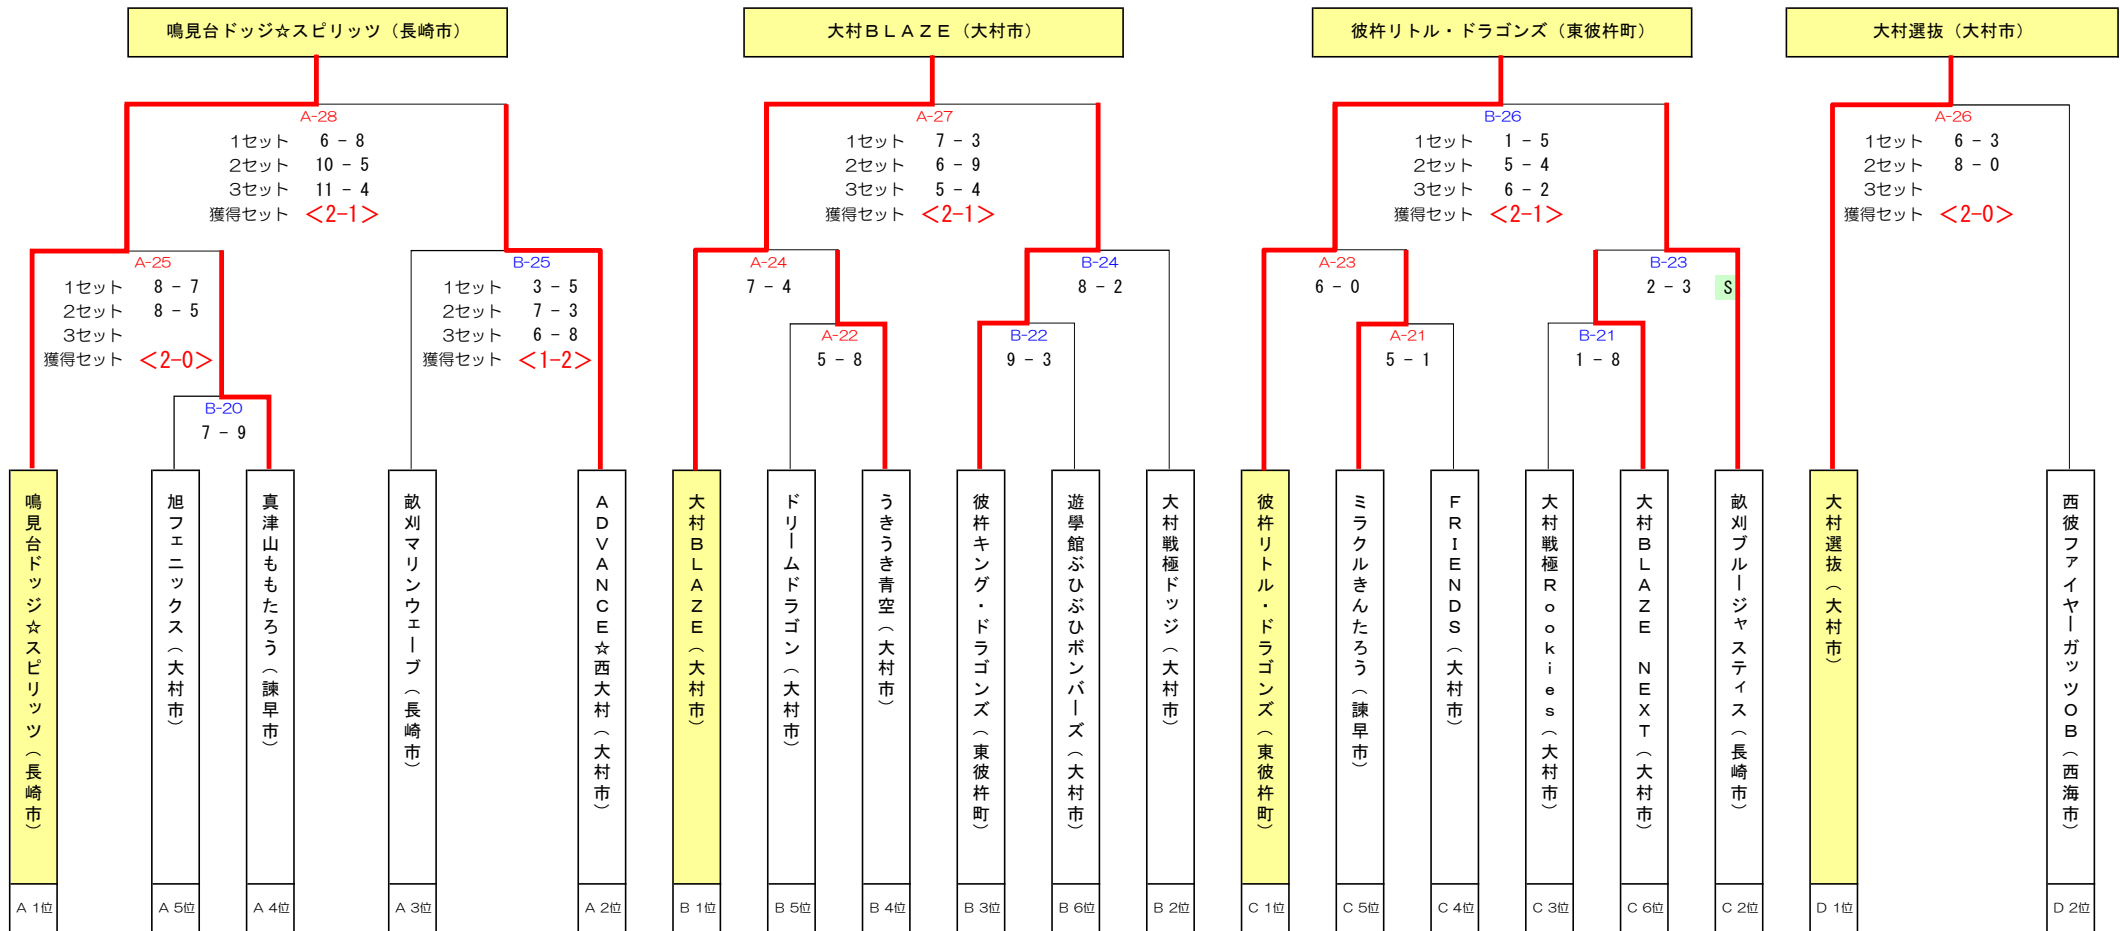 鳴見台ドッジ☆スピリッツ（長崎市）
大村ＢＬＡＺＥ（大村市）
彼杵リトル・ドラゴンズ（東彼杵町）
大村選抜（大村市）
A-28
1セット 6 - 8
2セット 10 - 5
3セット 11 - 4
獲得セット ＜2-1＞
A-27
1セット 7 - 3
2セット 6 - 9
3セット 5 - 4
獲得セット ＜2-1＞
B-26
1セット 1 - 5
2セット 5 - 4
3セット 6 - 2
獲得セット ＜2-1＞
A-26
1セット 6 - 3
2セット 8 - 0
3セット
獲得セット ＜2-0＞
A-25
1セット 8 - 7
2セット 8 - 5
3セット
獲得セット ＜2-0＞
B-25
1セット 3 - 5
2セット 7 - 3
3セット 6 - 8
獲得セット ＜1-2＞
A-24
7 - 4
B-24
8 - 2
A-23
6 - 0
B-23
2 - 3 S
A-22
5 - 8
B-22
9 - 3
A-21
5 - 1
B-21
1 - 8
B-20
7 - 9
鳴見台ドッジ☆スピリッツ（長崎市）
旭フェニックス（大村市）
真津山ももたろう（諫早市）
畝刈マリンウェーブ（長崎市）
ＡＤＶＡＮＣＥ☆西大村（大村市）
大村ＢＬＡＺＥ（大村市）
ドリームドラゴン（大村市）
うきうき青空（大村市）
彼杵キング・ドラゴンズ（東彼杵町）
遊學館ぶひぶひボンバーズ（大村市）
大村戦極ドッジ（大村市）
彼杵リトル・ドラゴンズ（東彼杵町）
ミラクルきんたろう（諫早市）
ＦＲＩＥＮＤＳ（大村市）
大村戦極Ｒｏｏｋｉｅｓ（大村市）
大村ＢＬＡＺＥ　ＮＥＸＴ（大村市）
畝刈ブルージャスティス（長崎市）
大村選抜（大村市）
西彼ファイヤーガッツＯＢ（西海市）
A 1位
A 5位
A 4位
A 3位
A 2位
B 1位
B 5位
B 4位
B 3位
B 6位
B 2位
C 1位
C 5位
C 4位
C 3位
C 6位
C 2位
D 1位
D 2位